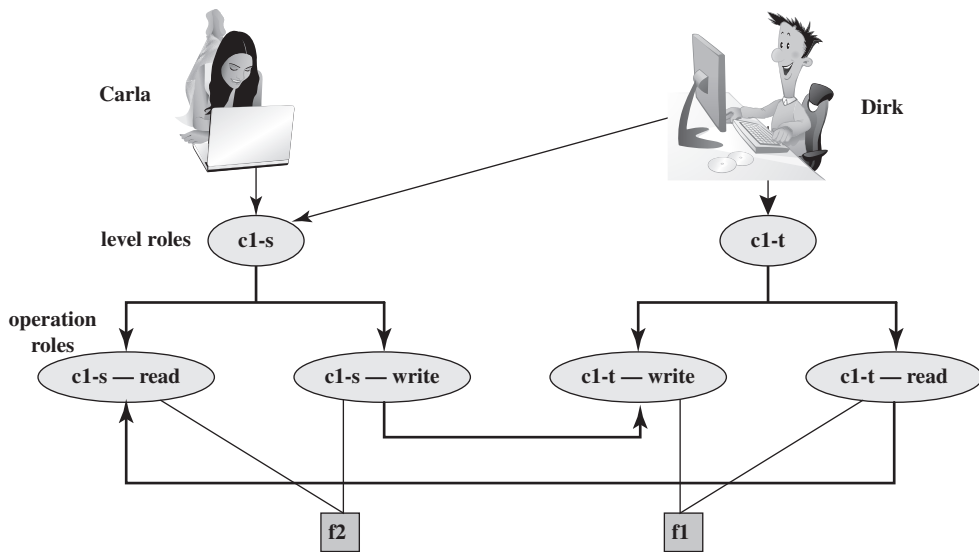 Carla
Dirk
level roles
c1-s
c1-t
operation
roles
c1-s — read
c1-s — write
c1-t — write
c1-t — read
f2
f1